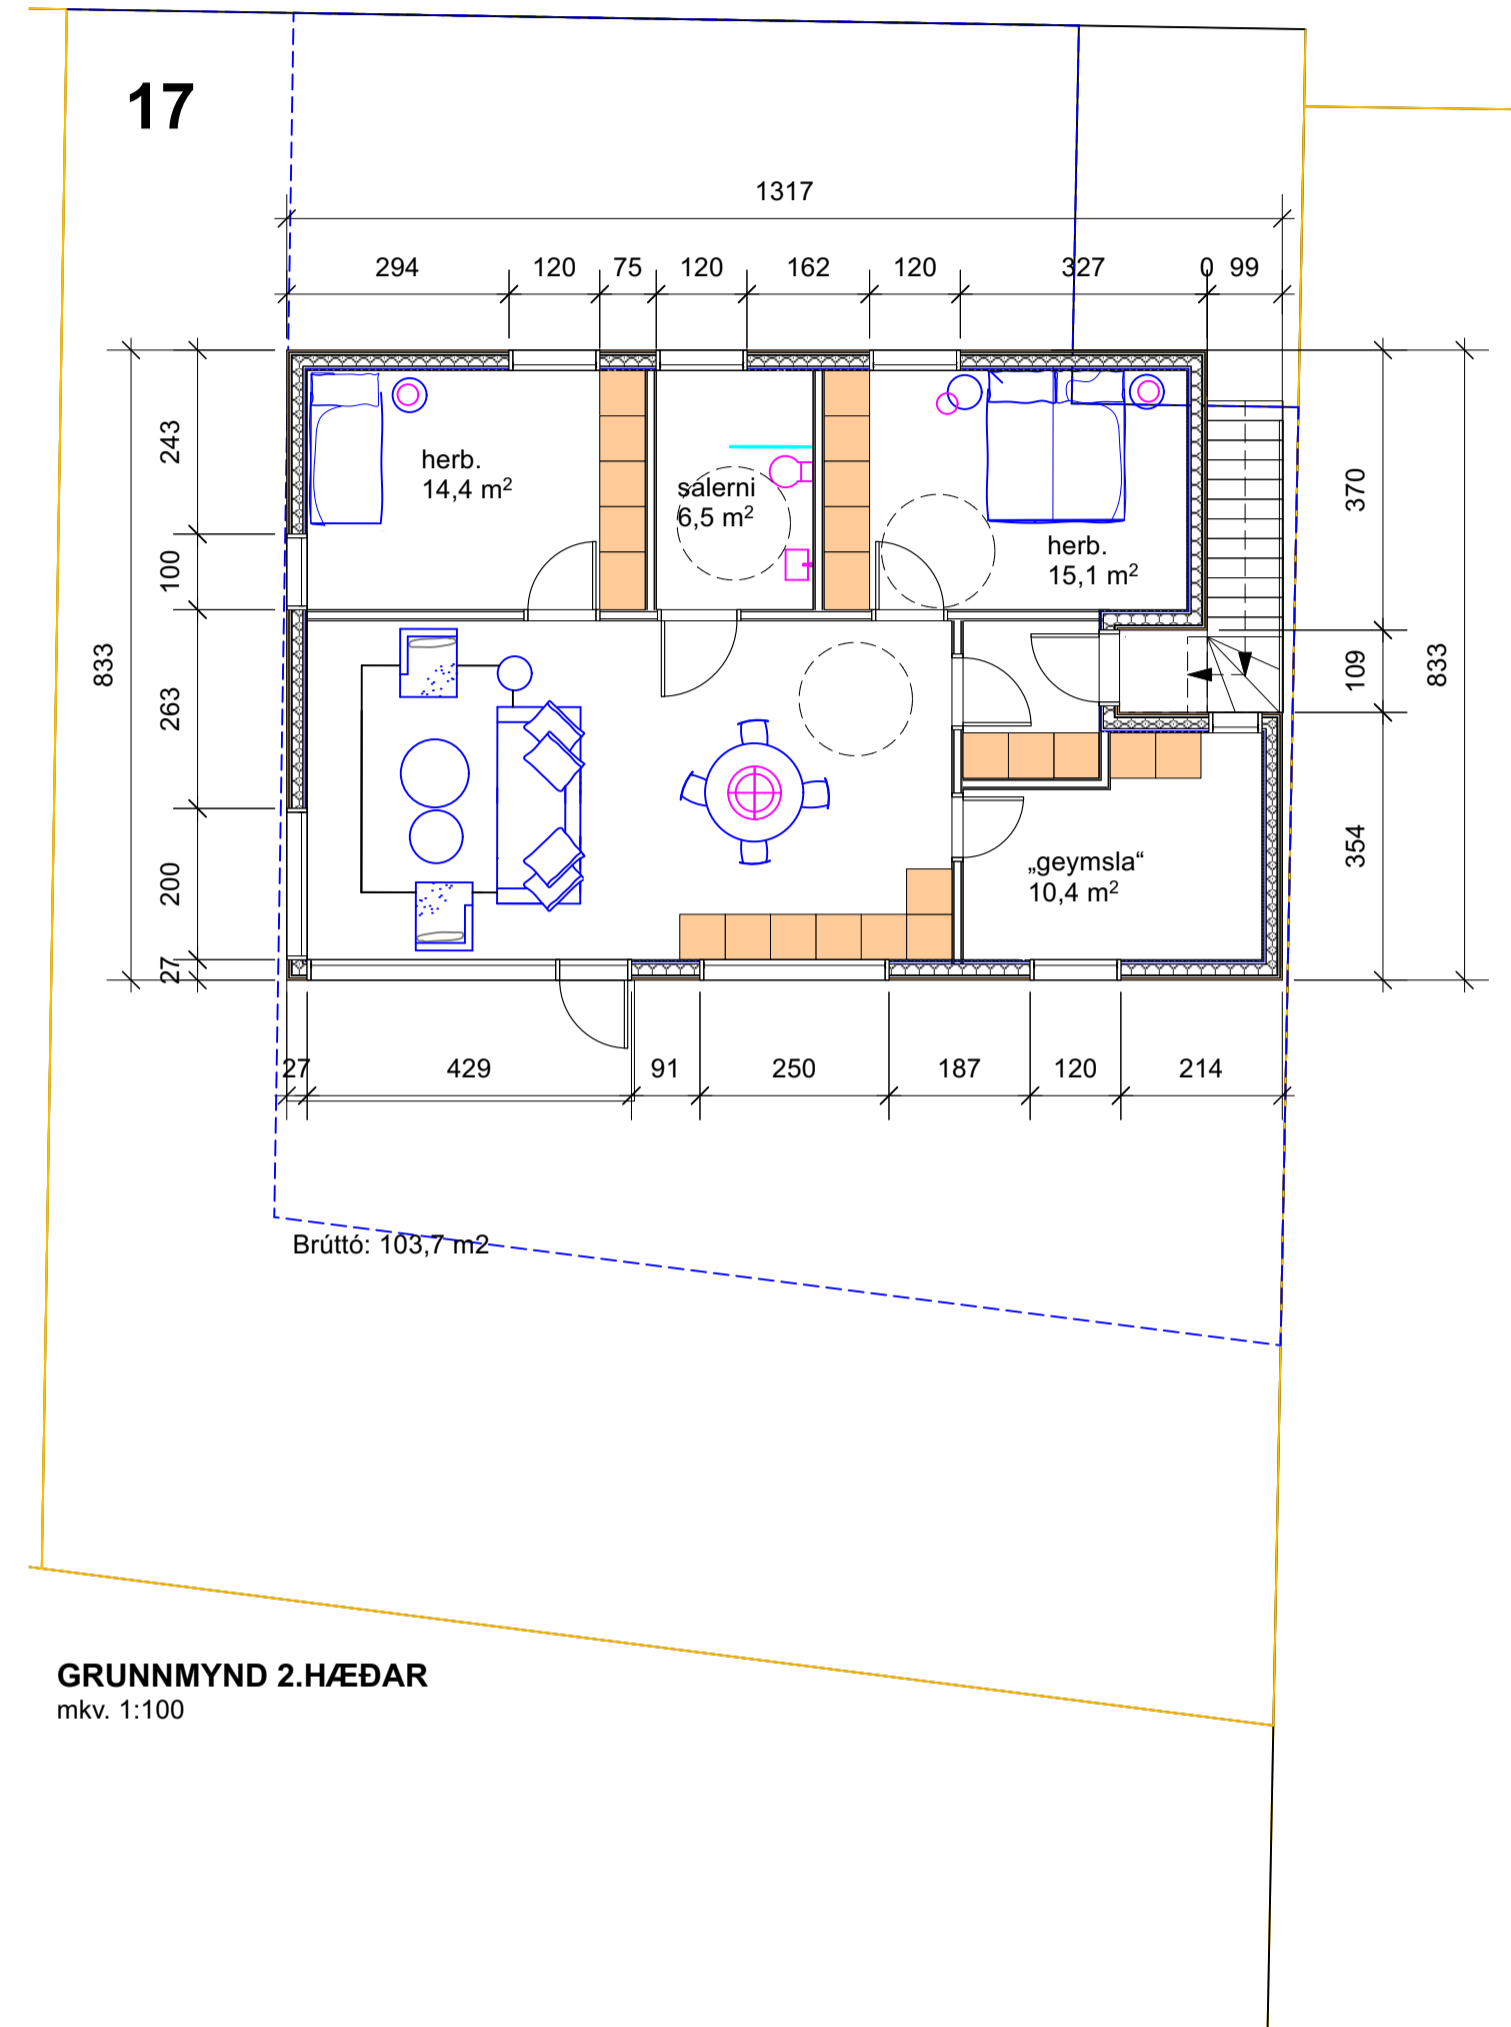 17
1317
294 120 75 120 162 120 327 0 99
243
100
263
200
27
833
370
109
354
833
herb.
14,4 m²
salerni
6,5 m²
herb.
15,1 m²
„geymsla“
10,4 m²
27 429 91 250 187 120 214
Brúttó: 103,7 m2
GRUNNMYND 2.HÆÐAR
mkv. 1:100